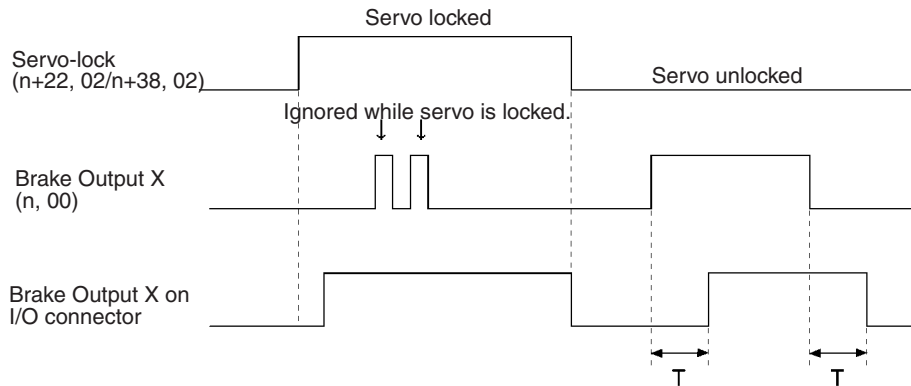 Servo locked
Servo-lock
(n+22, 02/n+38, 02)
Servo unlocked
Ignored while servo is locked.
Brake Output X
(n, 00)
Brake Output X on
I/O connector
T
T